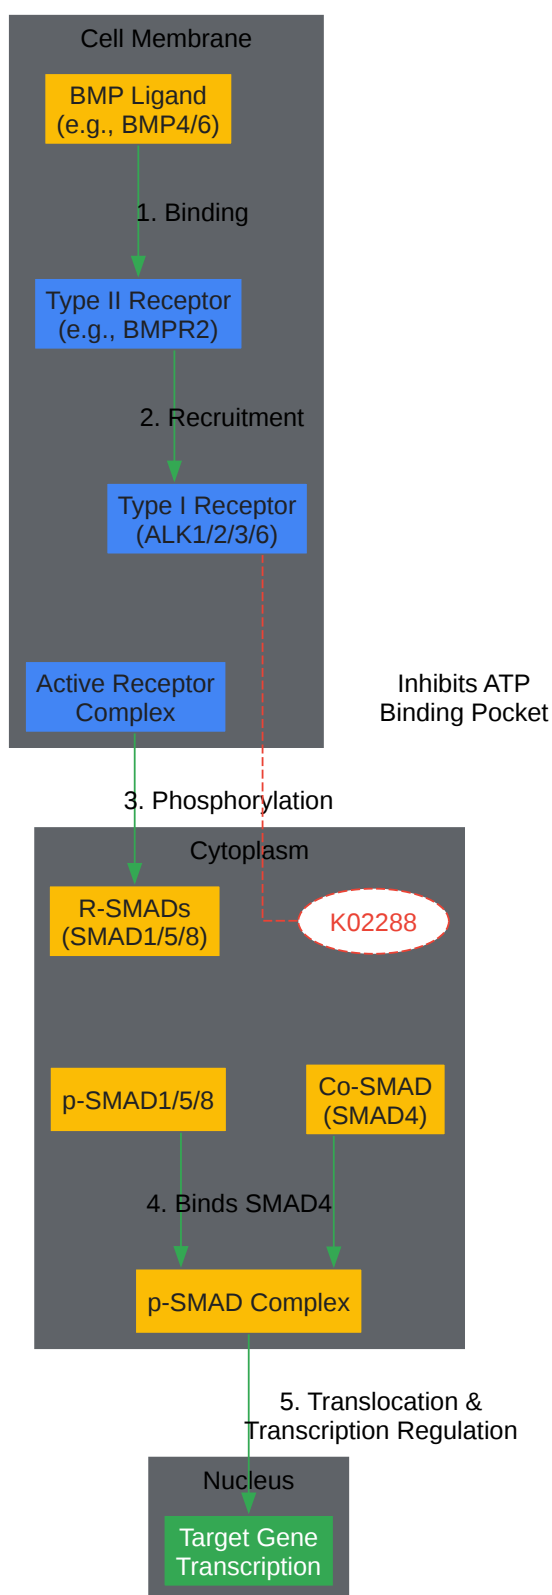 Cell Membrane
BMP Ligand
(e.g., BMP4/6)
1. Binding
Type II Receptor
(e.g., BMPR2)
2. Recruitment
Type I Receptor
(ALK1/2/3/6)
Active Receptor
Complex
Inhibits ATP
Binding Pocket
3. Phosphorylation
Cytoplasm
R-SMADs
(SMAD1/5/8)
K02288
p-SMAD1/5/8
Co-SMAD
(SMAD4)
4. Binds SMAD4
p-SMAD Complex
5. Translocation &
Transcription Regulation
Nucleus
Target Gene
Transcription